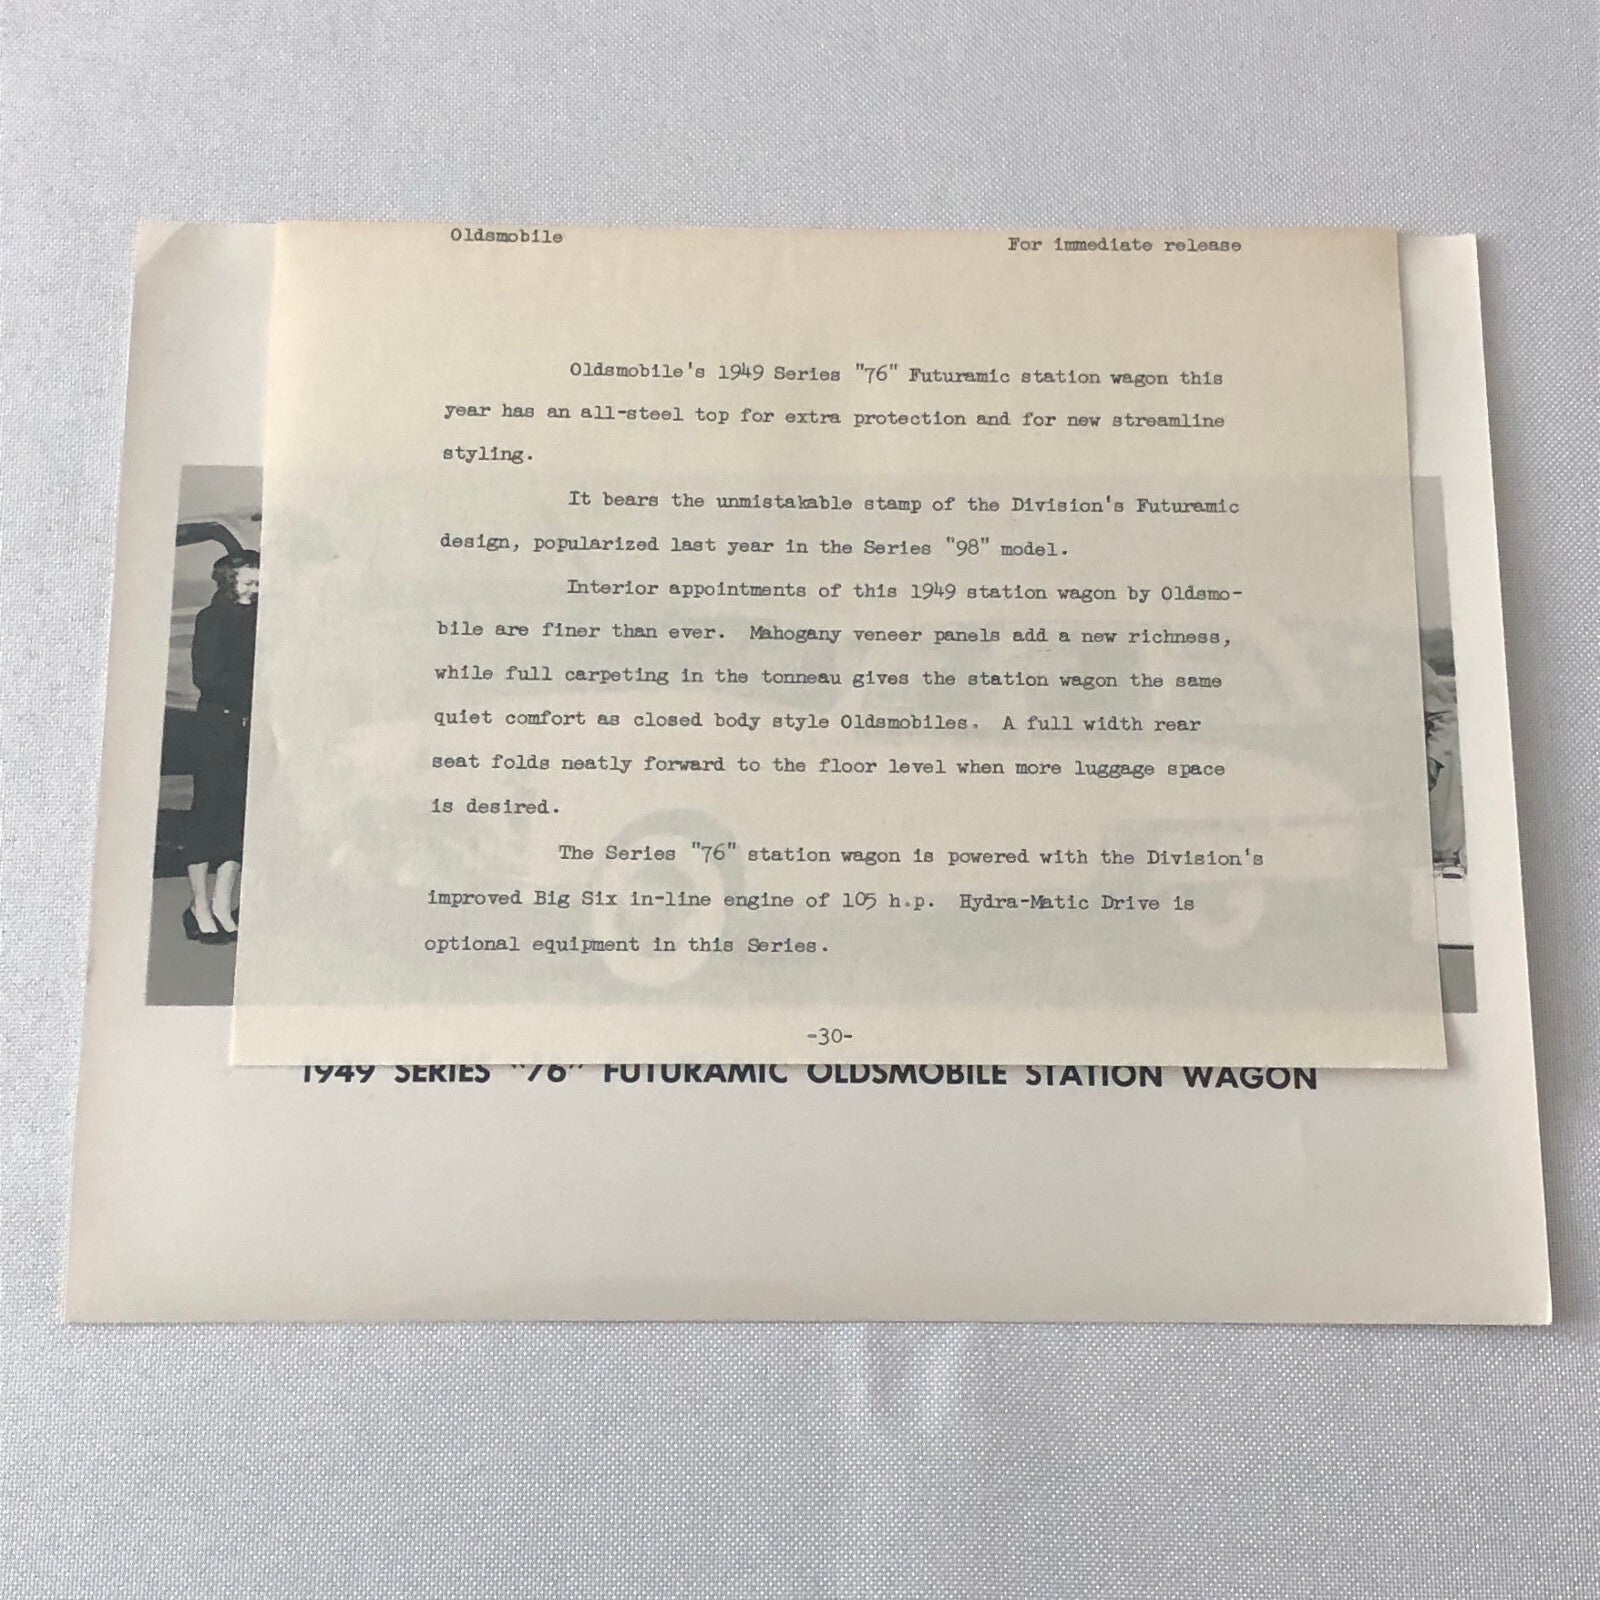 Oldsmobile
For immediate release
Oldsmobile's 1949 Series "76" Futuramic station wagon this
year has an all-steel top for extra protection and for new streamline
styling.
It bears the unmistakable stamp of the Division's Futuramic
design, popularized last year in the Series "98" model.
Interior appointments of this 1949 station wagon by Oldsmo-
bile are finer than ever. Mahogany veneer panels add a new richness,
while full carpeting in the tonneau gives the station wagon the same
quiet comfort as closed body style Oldsmobiles. A full width rear
seat folds neatly forward to the floor level when more luggage space
is desired.
The Series "76" station wagon is powered with the Division's
improved Big Six in-line engine of 105 h.p. Hydra-Matic Drive is
optional equipment in this Series.
-30-
1949 SERIES "76" FUTURAMIC OLDSMOBILE STATION WAGON